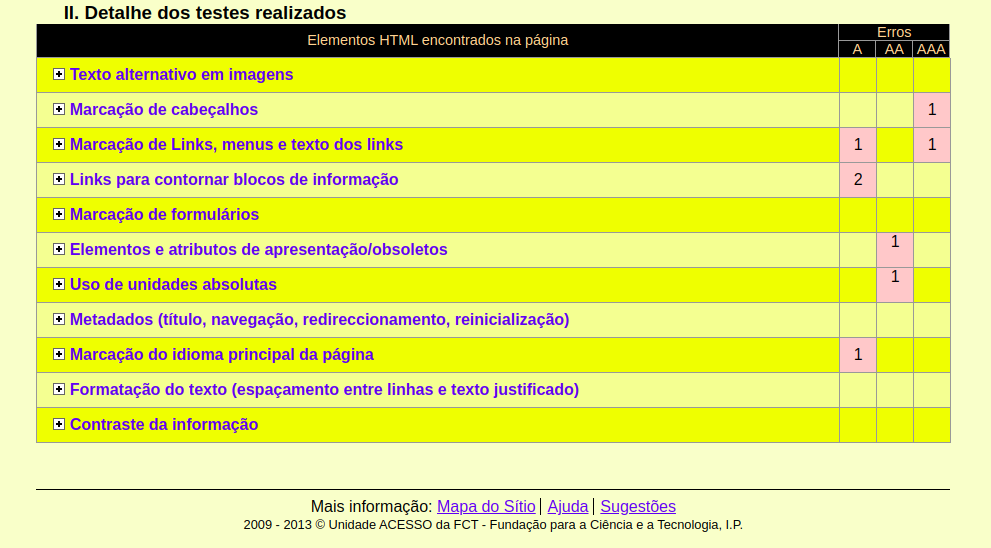 II. Detalhe dos testes realizados
Elementos HTML encontrados na página
Erros
A AA AAA
Texto alternativo em imagens
Marcação de cabeçalhos 1
Marcação de Links, menus e texto dos links 1 1
Links para contornar blocos de informação 2
Marcação de formulários
Elementos e atributos de apresentação/obsoletos 1
Uso de unidades absolutas 1
Metadados (título, navegação, redireccionamento, reinicialização)
Marcação do idioma principal da página 1
Formatação do texto (espaçamento entre linhas e texto justificado)
Contraste da informação
Mais informação: Mapa do Sítio | Ajuda | Sugestões
2009 - 2013 © Unidade ACESSO da FCT - Fundação para a Ciência e a Tecnologia, I.P.